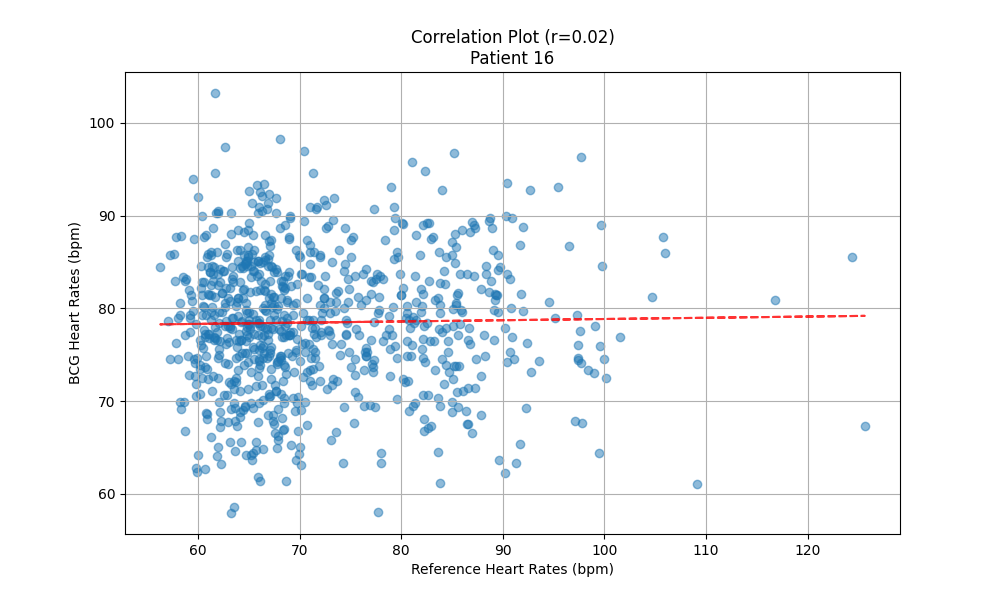 Correlation Plot (r=0.02)
Patient 16
BCG Heart Rates (bpm)
100
90
80
70
60
60 70 80 90 100 110 120
Reference Heart Rates (bpm)